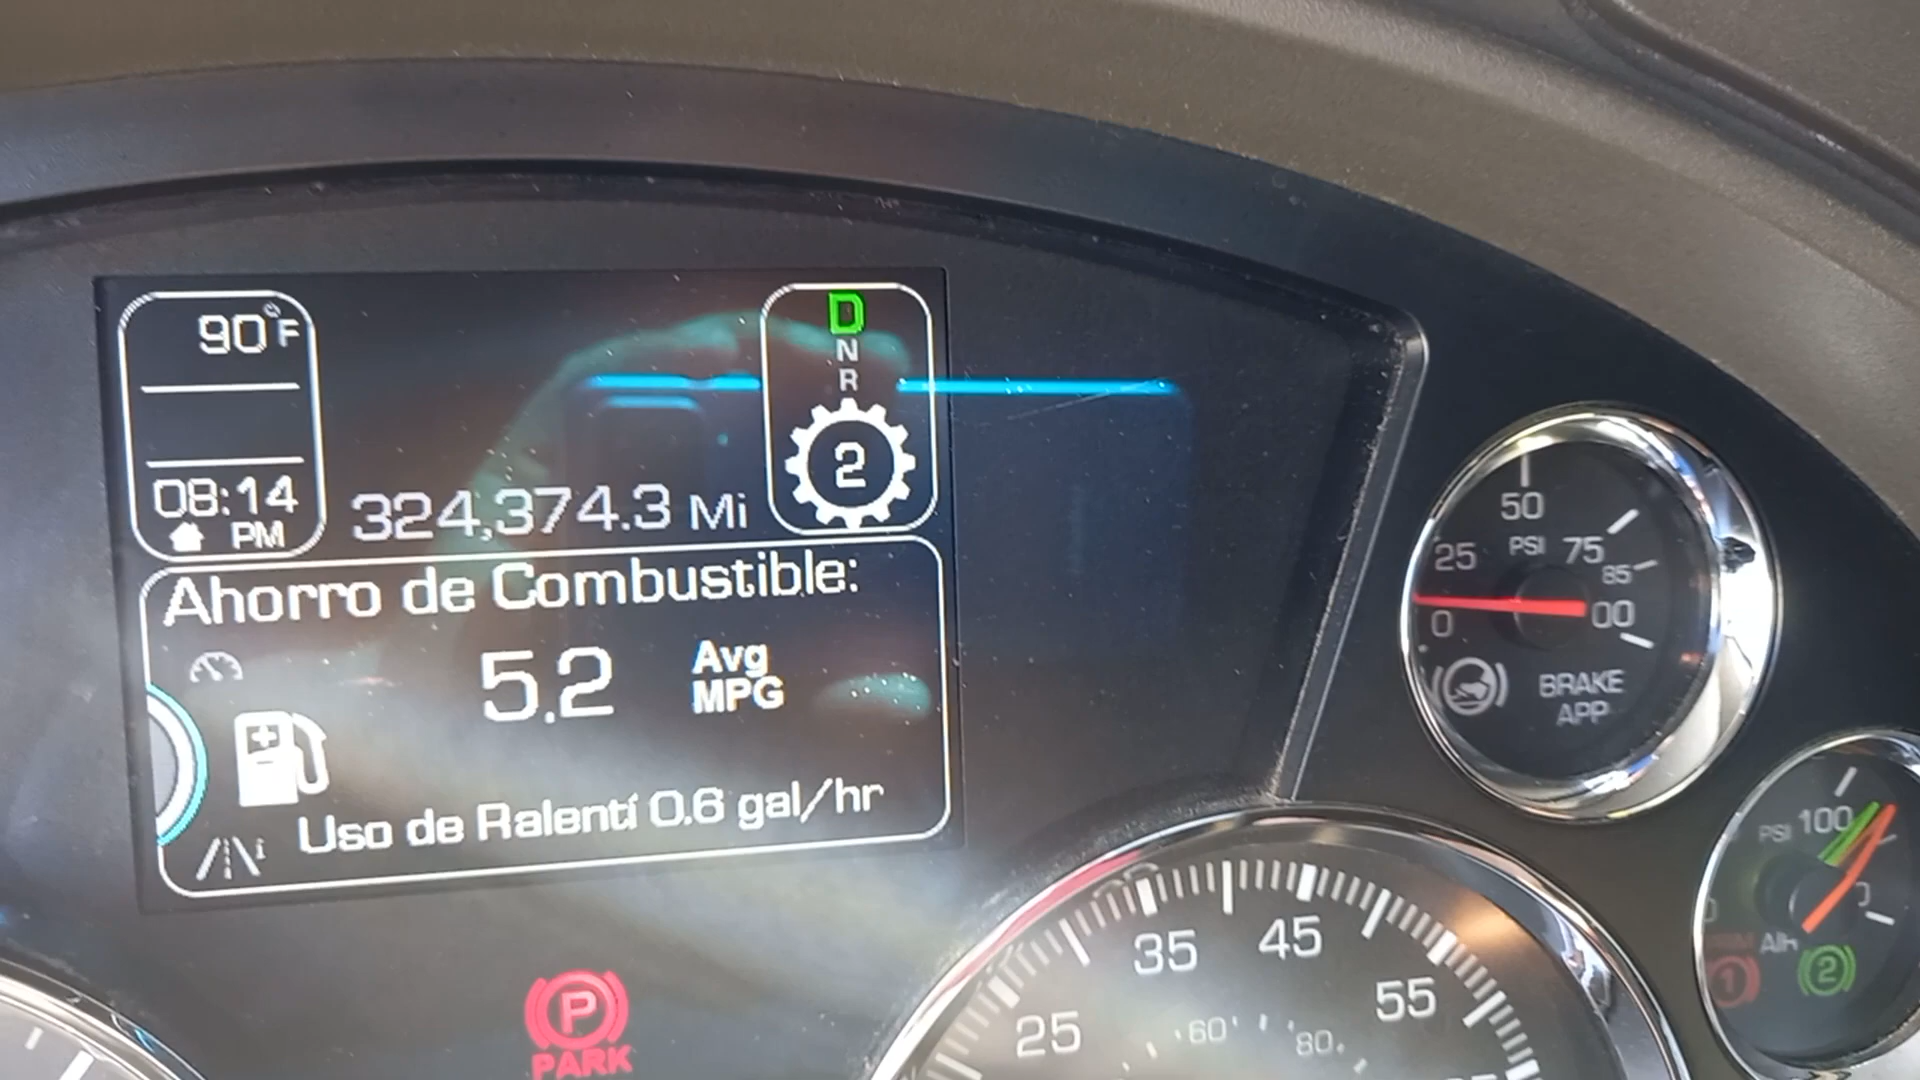 90°F
08:14
PM
324,374.3 Mi
D
N
R
2
Ahorro de Combustible:
5.2 Avg
MPG
Uso de Ralentí 0.6 gal/hr
PARK
50
25 PSI 75
85
0 00
BRAKE
APP
PSI 100
AIR
1 2
35 45
25 55
60 80